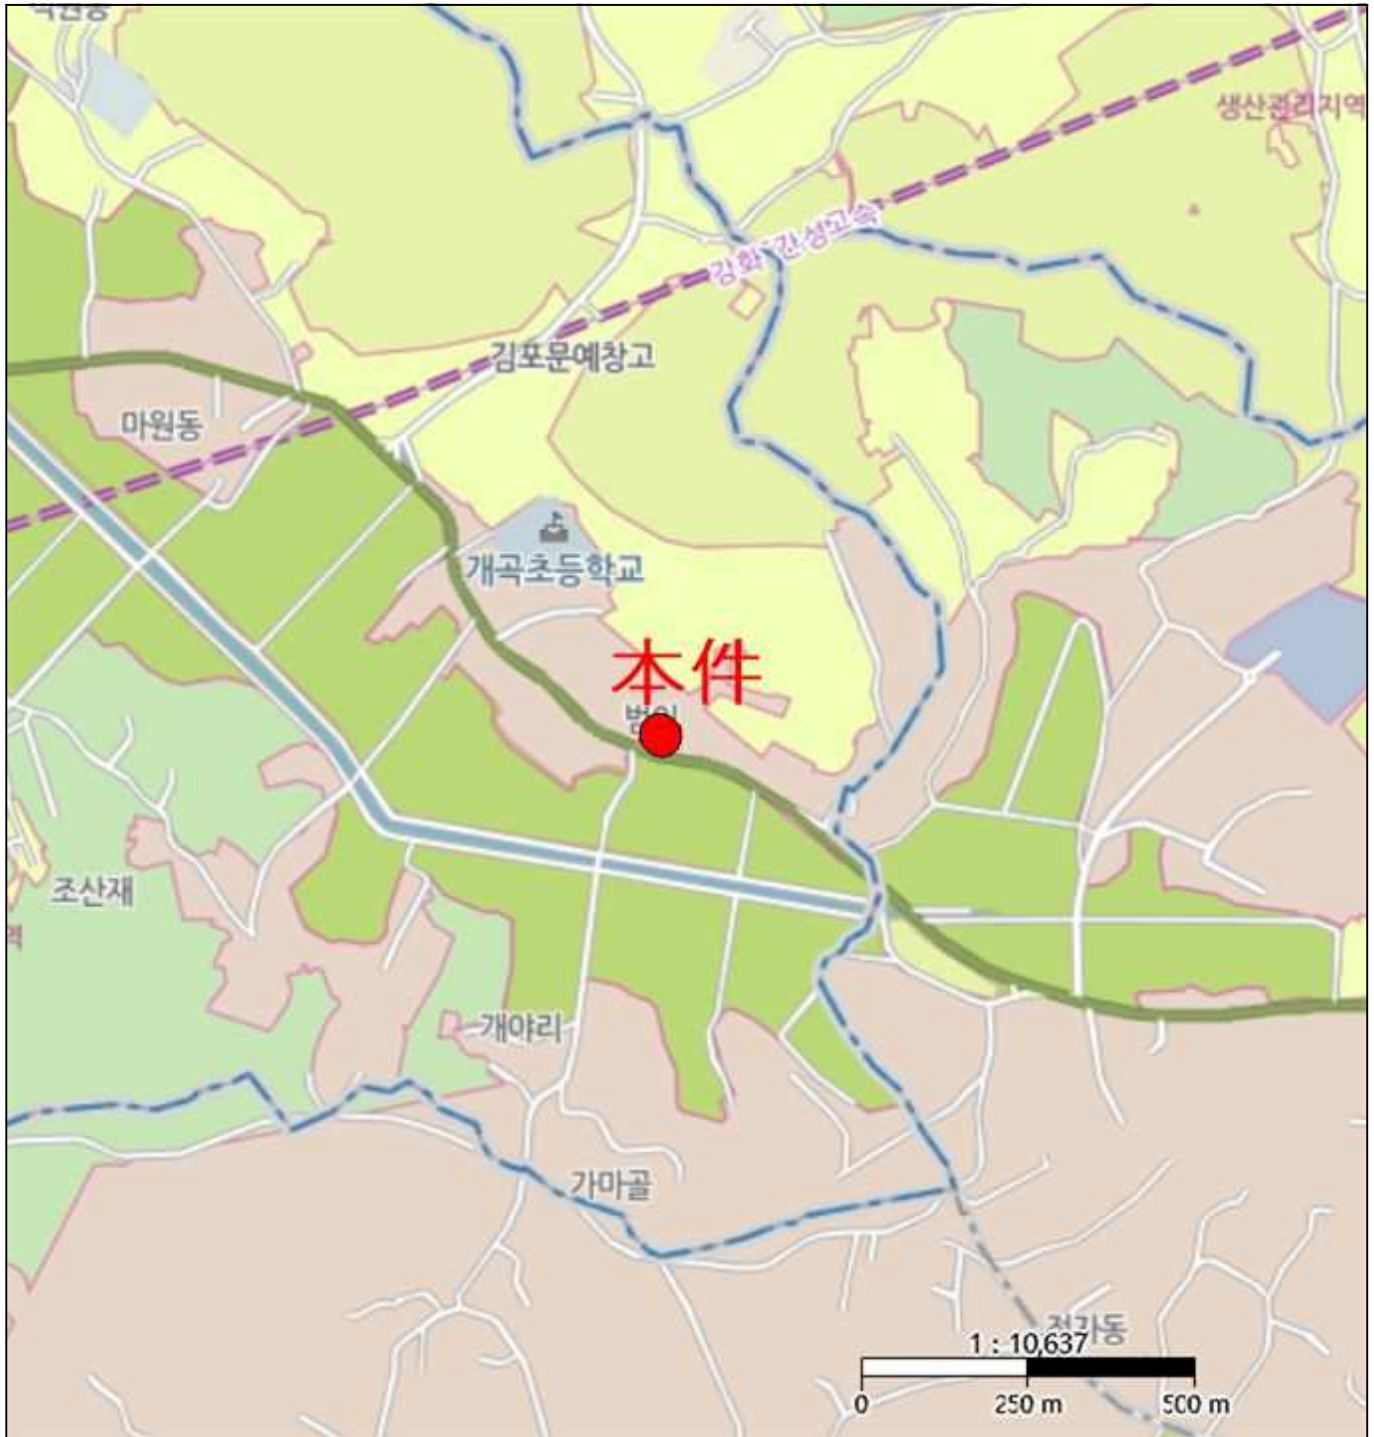 생산관리지역
강화 간성고속
김포문예창고
마원동
개곡초등학교
本件
조산재
역
개야리
가마골
1 : 10,637
0 250 m 500 m